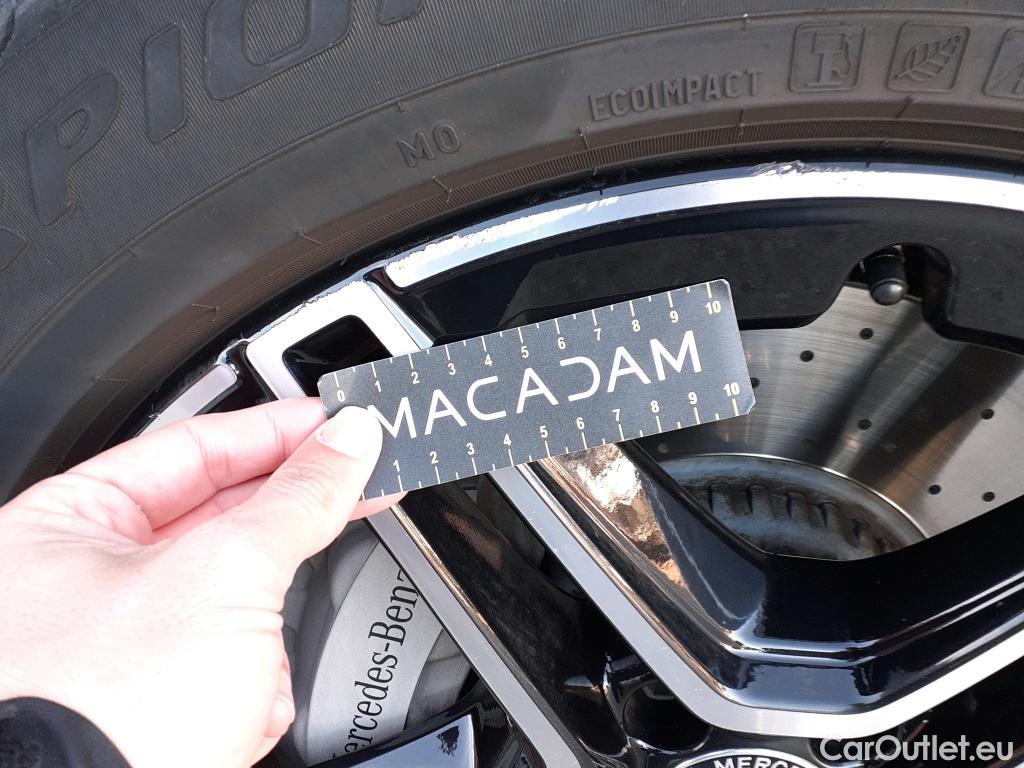 PIO
ECOIMPACT
MO
0 1 2 3 4 5 6 7 8 9 10
MACADAM
1 2 3 4 5 6 7 8 9 10
Mercedes-Benz
MERCE
CarOutlet.eu